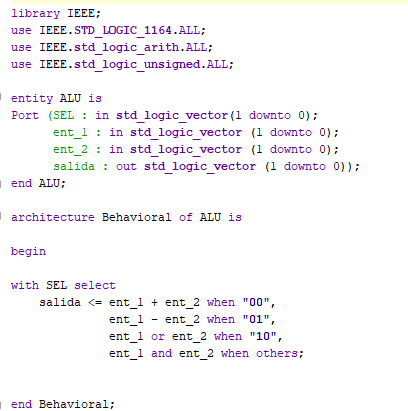 library IEEE;
use IEEE.STD_LOGIC_1164.ALL;
use IEEE.std_logic_arith.ALL;
use IEEE.std_logic_unsigned.ALL;
entity ALU is
Port (SEL : in std_logic_vector(1 downto 0);
ent_1 : in std_logic_vector (1 downto 0);
ent_2 : in std_logic_vector (1 downto 0);
salida : out std_logic_vector (1 downto 0));
end ALU;
architecture Behavioral of ALU is
begin
with SEL select
salida <= ent_1 + ent_2 when "00",
ent_1 - ent_2 when "01",
ent_1 or ent_2 when "10",
ent_1 and ent_2 when others;
end Behavioral;